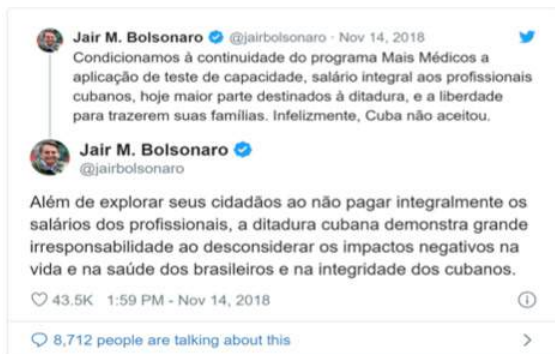 Jair M. Bolsonaro @jairbolsonaro · Nov 14, 2018
Condicionamos à continuidade do programa Mais Médicos a
aplicação de teste de capacidade, salário integral aos profissionais
cubanos, hoje maior parte destinados à ditadura, e a liberdade
para trazerem suas famílias. Infelizmente, Cuba não aceitou.
Jair M. Bolsonaro
@jairbolsonaro
Além de explorar seus cidadãos ao não pagar integralmente os
salários dos profissionais, a ditadura cubana demonstra grande
irresponsabilidade ao desconsiderar os impactos negativos na
vida e na saúde dos brasileiros e na integridade dos cubanos.
43.5K 1:59 PM - Nov 14, 2018
8,712 people are talking about this